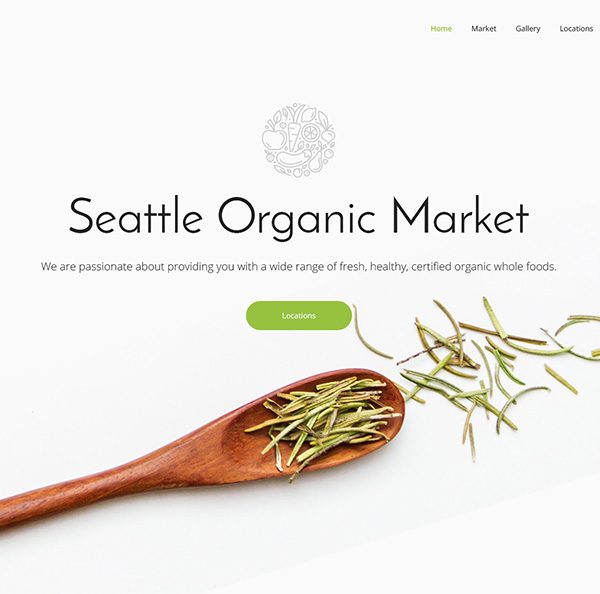 Home Market Gallery Locations
Seattle Organic Market
We are passionate about providing you with a wide range of fresh, healthy, certified organic whole foods.
Locations